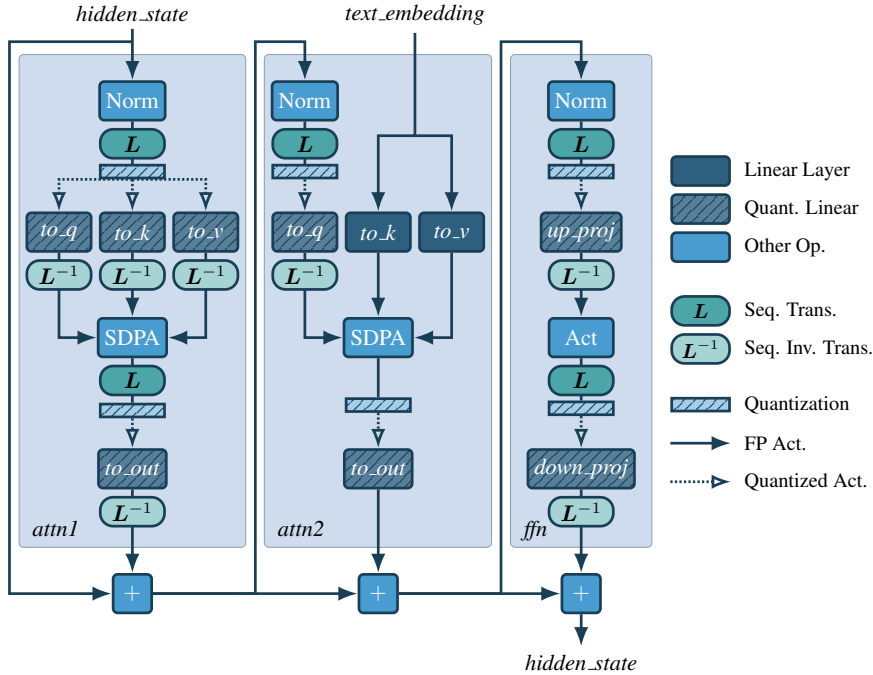 hidden_state
text_embedding
Norm
Norm
Norm
L
L
L
to_q
to_k
to_v
to_q
to_k
to_v
up_proj
L⁻¹
L⁻¹
L⁻¹
L⁻¹
L⁻¹
SDPA
SDPA
Act
L
L
to_out
to_out
down_proj
L⁻¹
L⁻¹
attn1
attn2
ffn
+
+
+
hidden_state
Linear Layer
Quant. Linear
Other Op.
L
Seq. Trans.
L⁻¹
Seq. Inv. Trans.
Quantization
FP Act.
Quantized Act.